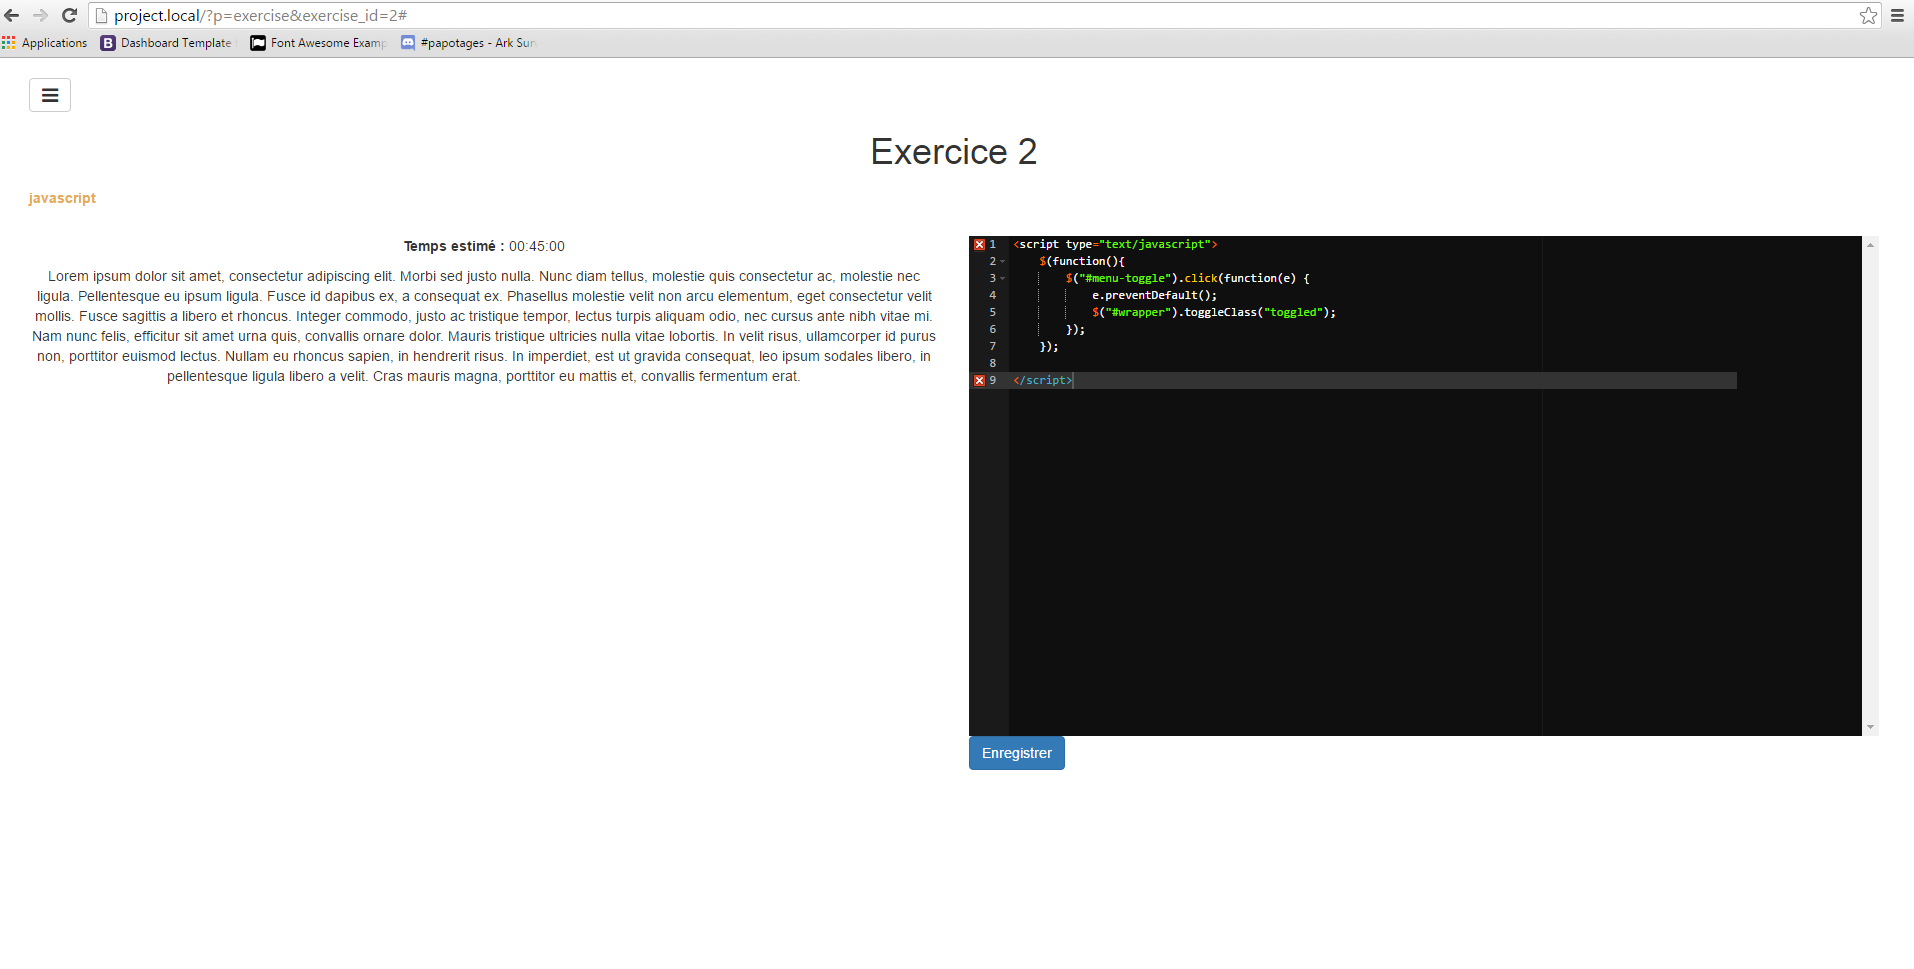 project.local/?p=exercise&exercise_id=2#
Applications Dashboard Template Font Awesome Examp #papotages - Ark Sur
Exercice 2
javascript
Temps estimé : 00:45:00
Lorem ipsum dolor sit amet, consectetur adipiscing elit. Morbi sed justo nulla. Nunc diam tellus, molestie quis consectetur ac, molestie nec
ligula. Pellentesque eu ipsum ligula. Fusce id dapibus ex, a consequat ex. Phasellus molestie velit non arcu elementum, eget consectetur velit
mollis. Fusce sagittis a libero et rhoncus. Integer commodo, justo ac tristique tempor, lectus turpis aliquam odio, nec cursus ante nibh vitae mi.
Nam nunc felis, efficitur sit amet urna quis, convallis ornare dolor. Mauris tristique ultricies nulla vitae lobortis. In velit risus, ullamcorper id purus
non, porttitor euismod lectus. Nullam eu rhoncus sapien, in hendrerit risus. In imperdiet, est ut gravida consequat, leo ipsum sodales libero, in
pellentesque ligula libero a velit. Cras mauris magna, porttitor eu mattis et, convallis fermentum erat.
1 <script type="text/javascript">
2 $(function(){
3 $("#menu-toggle").click(function(e) {
4 e.preventDefault();
5 $("#wrapper").toggleClass("toggled");
6 });
7 });
8
9 </script>
Enregistrer